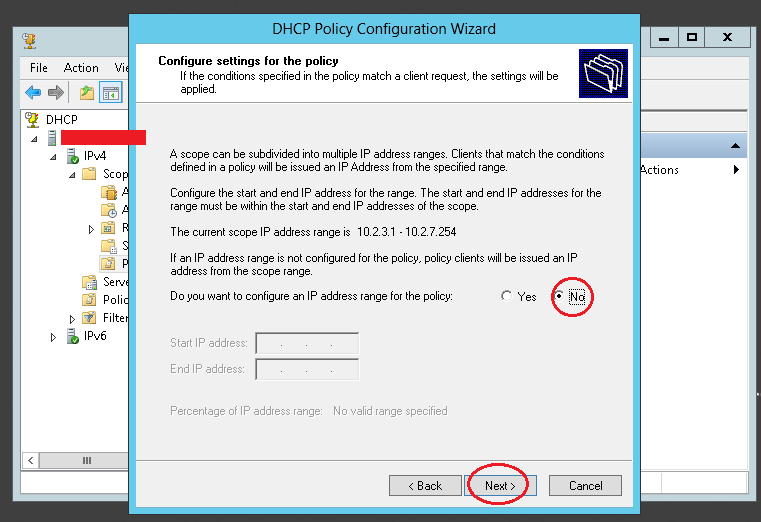 DHCP Policy Configuration Wizard
Configure settings for the policy
If the conditions specified in the policy match a client request, the settings will be
applied.
File Action Vi
DHCP
IPv4
Scop
A
A
R
S
P
Serve
Polic
Filter
IPv6
A scope can be subdivided into multiple IP address ranges. Clients that match the conditions
defined in a policy will be issued an IP Address from the specified range.
Configure the start and end IP address for the range. The start and end IP addresses for the
range must be within the start and end IP addresses of the scope.
The current scope IP address range is 10.2.3.1 - 10.2.7.254
If an IP address range is not configured for the policy, policy clients will be issued an IP
address from the scope range.
Do you want to configure an IP address range for the policy: Yes No
Start IP address: . . .
End IP address: . . .
Percentage of IP address range: No valid range specified
< Back Next > Cancel
Actions